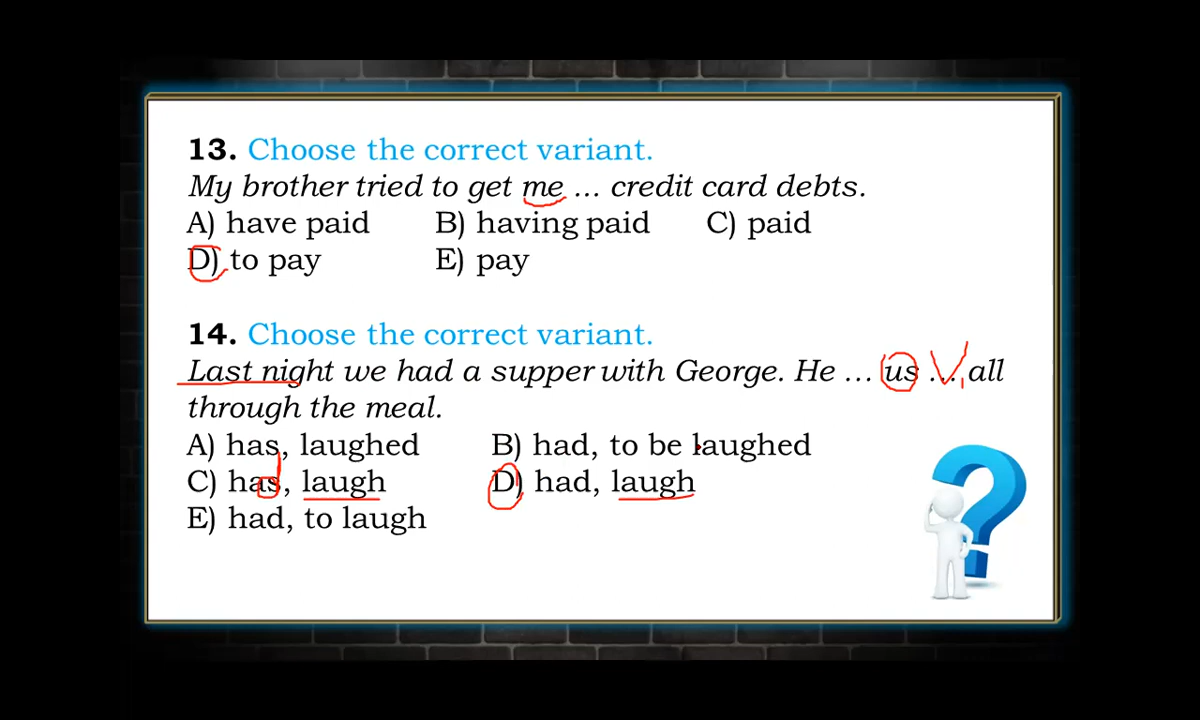 13. Choose the correct variant.
My brother tried to get me ... credit card debts.
A) have paid B) having paid C) paid
D) to pay E) pay
14. Choose the correct variant.
Last night we had a supper with George. He ... us ... all
through the meal.
A) has, laughed B) had, to be laughed
C) has, laugh D) had, laugh
E) had, to laugh